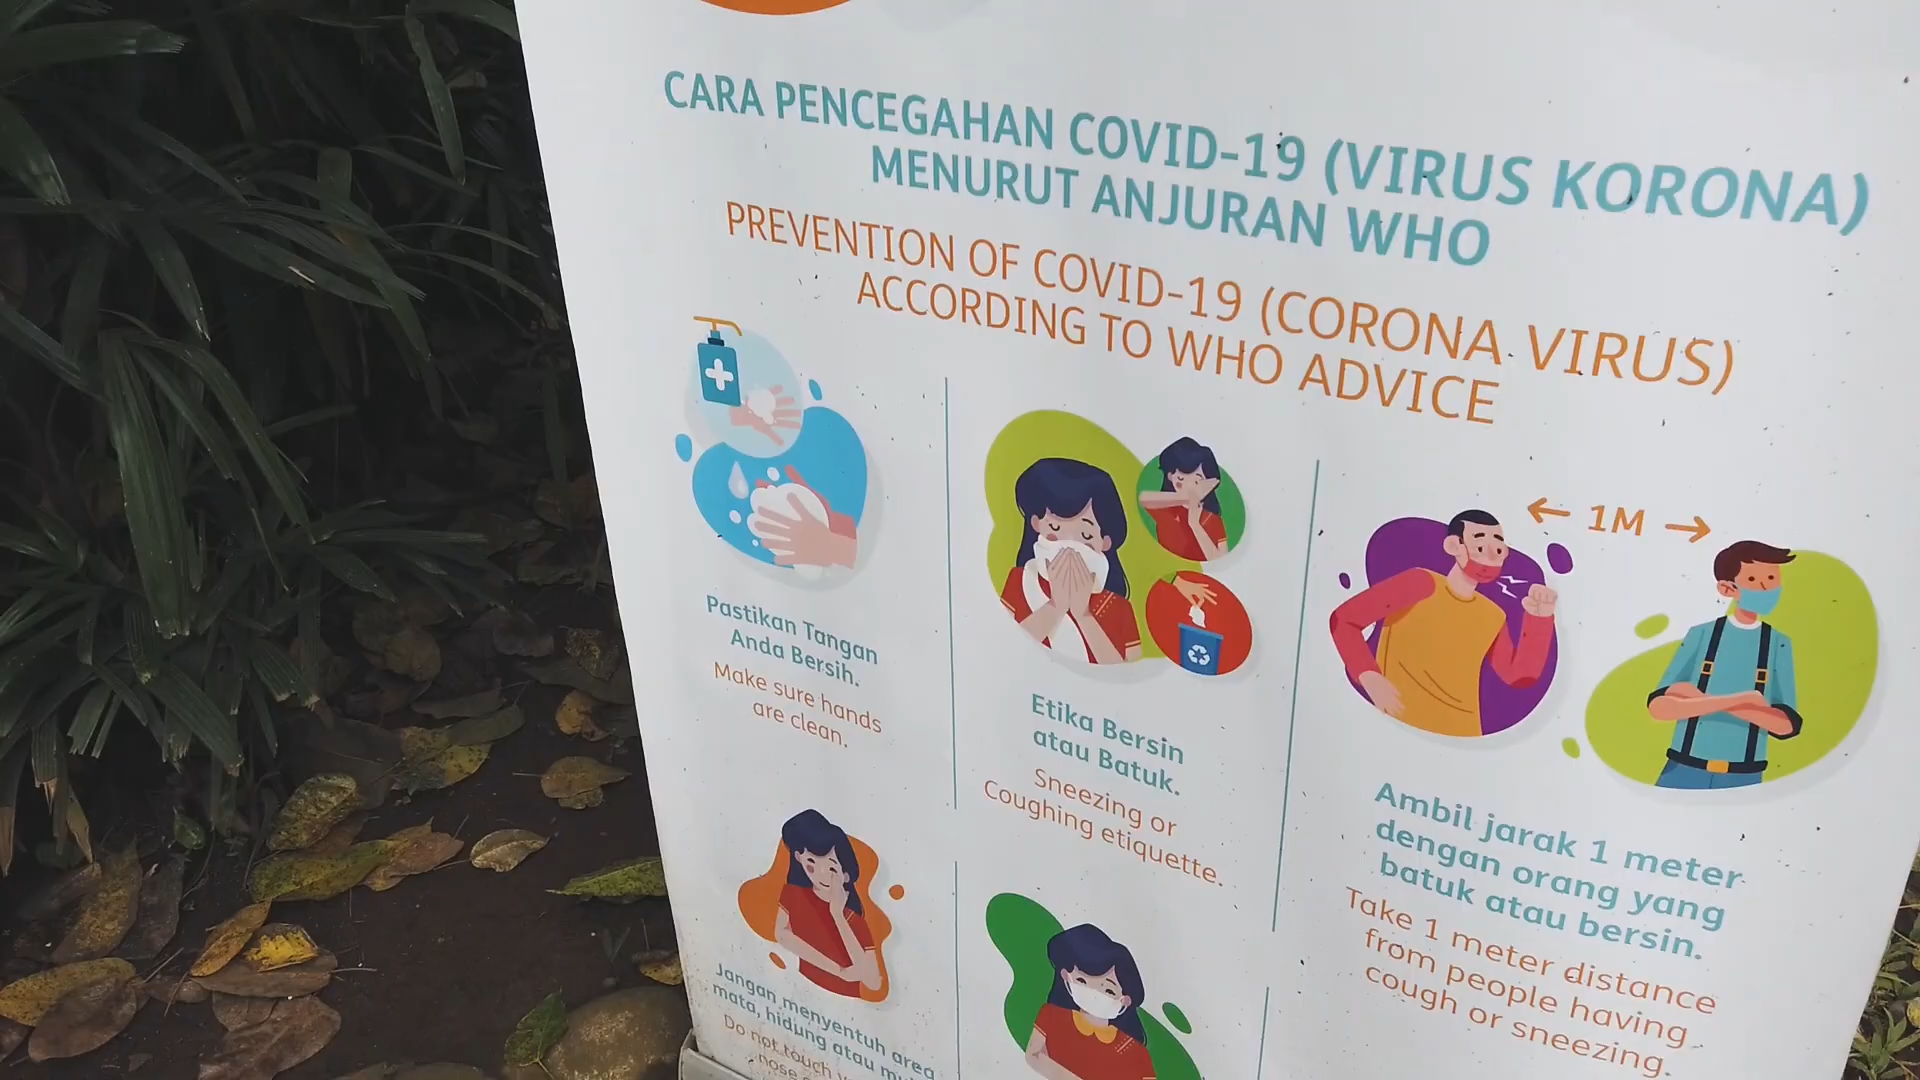 CARA PENCEGAHAN COVID-19 (VIRUS KORONA)
MENURUT ANJURAN WHO
PREVENTION OF COVID-19 (CORONA VIRUS)
ACCORDING TO WHO ADVICE
Pastikan Tangan
Anda Bersih.
Make sure hands
are clean.
Etika Bersin
atau Batuk.
Sneezing or
Coughing etiquette.
← 1M →
Ambil jarak 1 meter
dengan orang yang
batuk atau bersin.
Take 1 meter distance
from people having
cough or sneezing.
Jangan menyentuh area
mata, hidung atau
Do not touch
nose